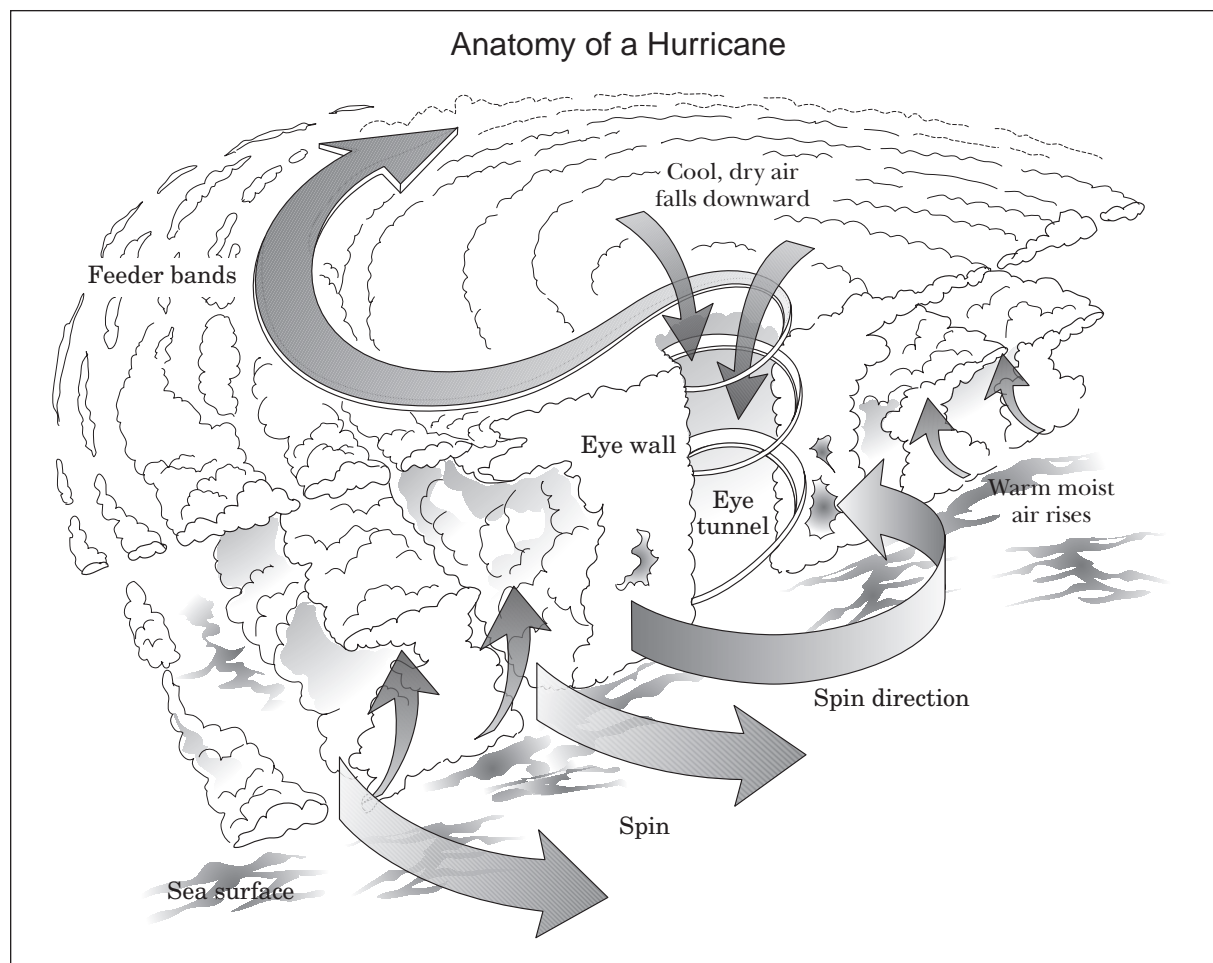 Anatomy of a Hurricane
Cool, dry air
falls downward
Feeder bands
Eye wall
Eye
tunnel
Warm moist
air rises
Spin direction
Spin
Sea surface